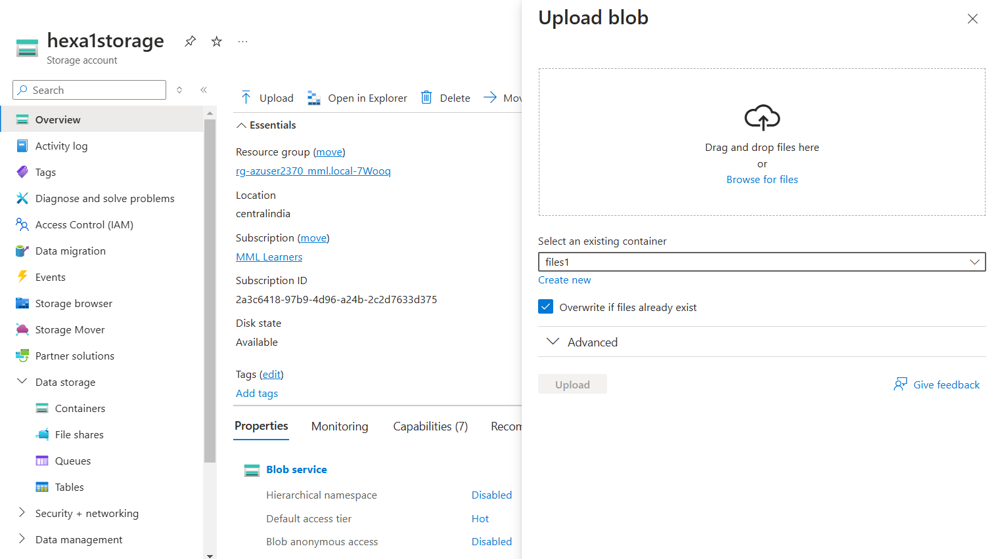 hexa1storage
Storage account
Search
Overview
Activity log
Tags
Diagnose and solve problems
Access Control (IAM)
Data migration
Events
Storage browser
Storage Mover
Partner solutions
Data storage
Containers
File shares
Queues
Tables
Security + networking
Data management
Upload
Open in Explorer
Delete
Mov
Essentials
Resource group (move)
rg-azuser2370_mml.local-7Wooq
Location
centralindia
Subscription (move)
MML Learners
Subscription ID
2a3c6418-97b9-4d96-a24b-2c2d7633d375
Disk state
Available
Tags (edit)
Add tags
Properties
Monitoring
Capabilities (7)
Recom
Blob service
Hierarchical namespace Disabled
Default access tier Hot
Blob anonymous access Disabled
Upload blob
Drag and drop files here
or
Browse for files
Select an existing container
files1
Create new
Overwrite if files already exist
Advanced
Upload
Give feedback